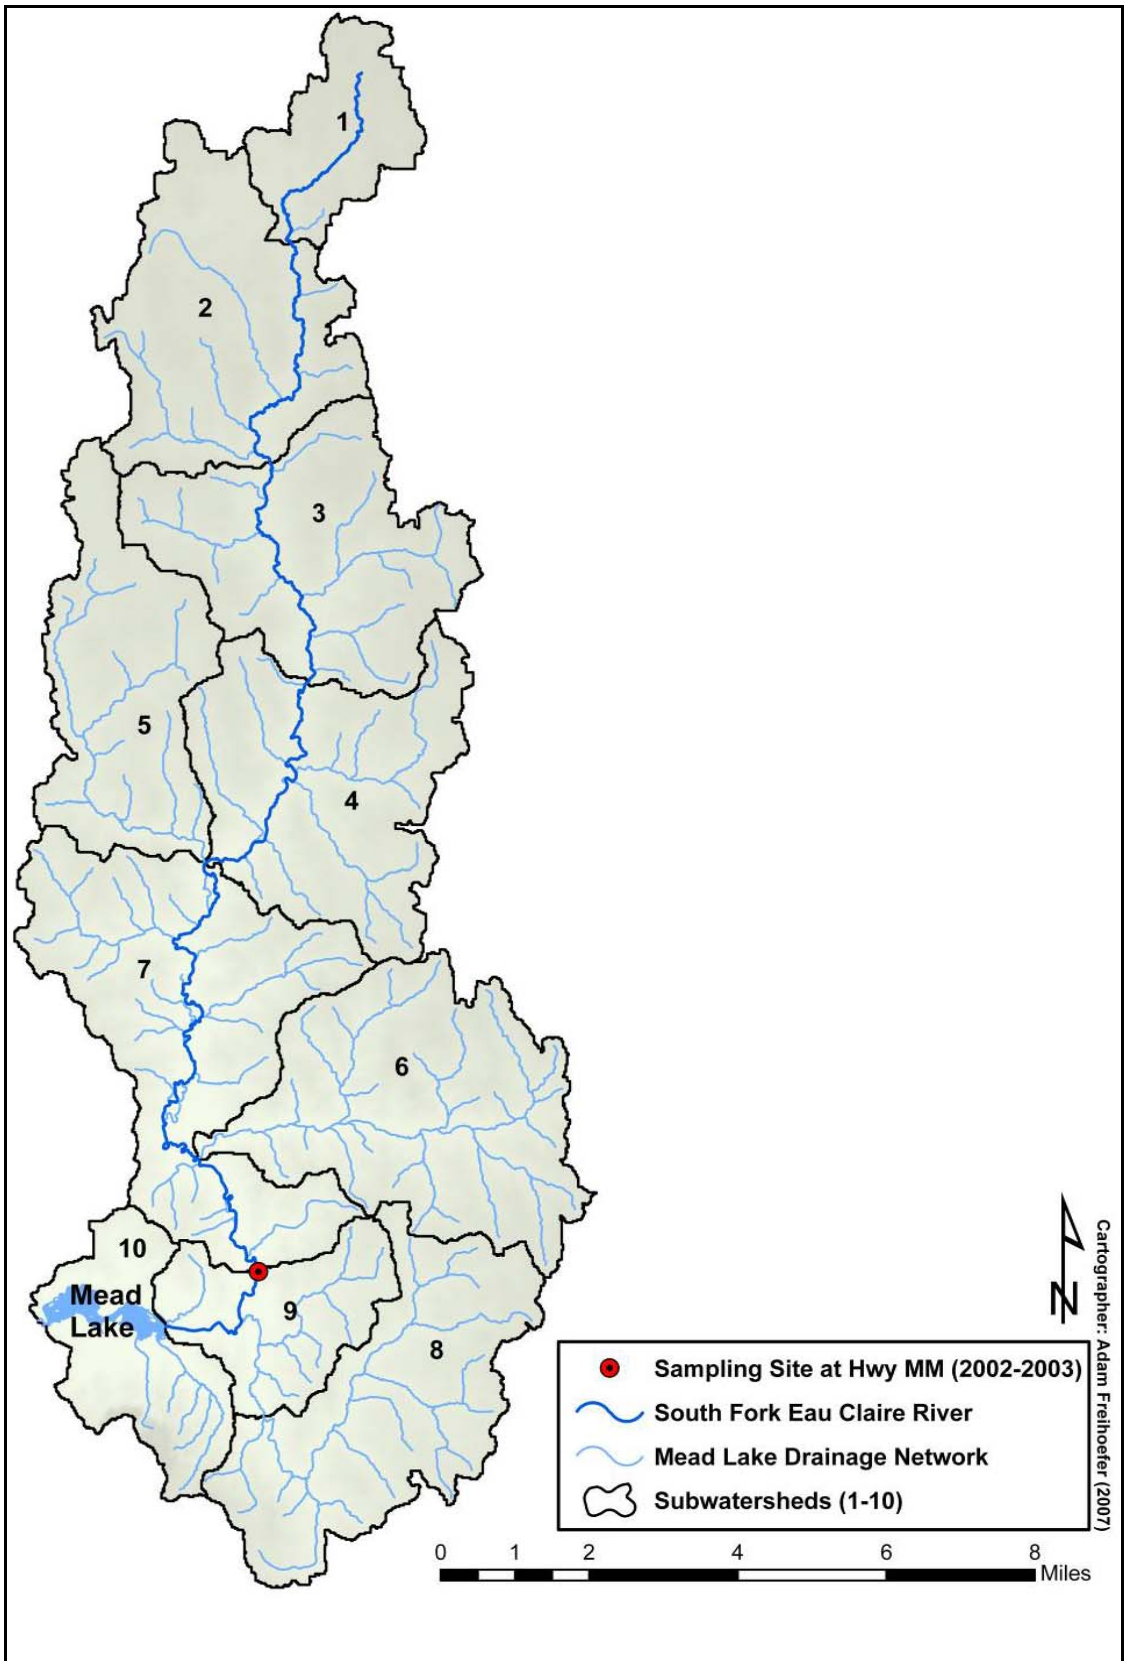 1
2
3
5
4
7
6
10
Mead
Lake
9
8
N
Cartographer: Adam Freihoefer (2007)
Sampling Site at Hwy MM (2002-2003)
South Fork Eau Claire River
Mead Lake Drainage Network
Subwatersheds (1-10)
0 1 2 4 6 8
Miles